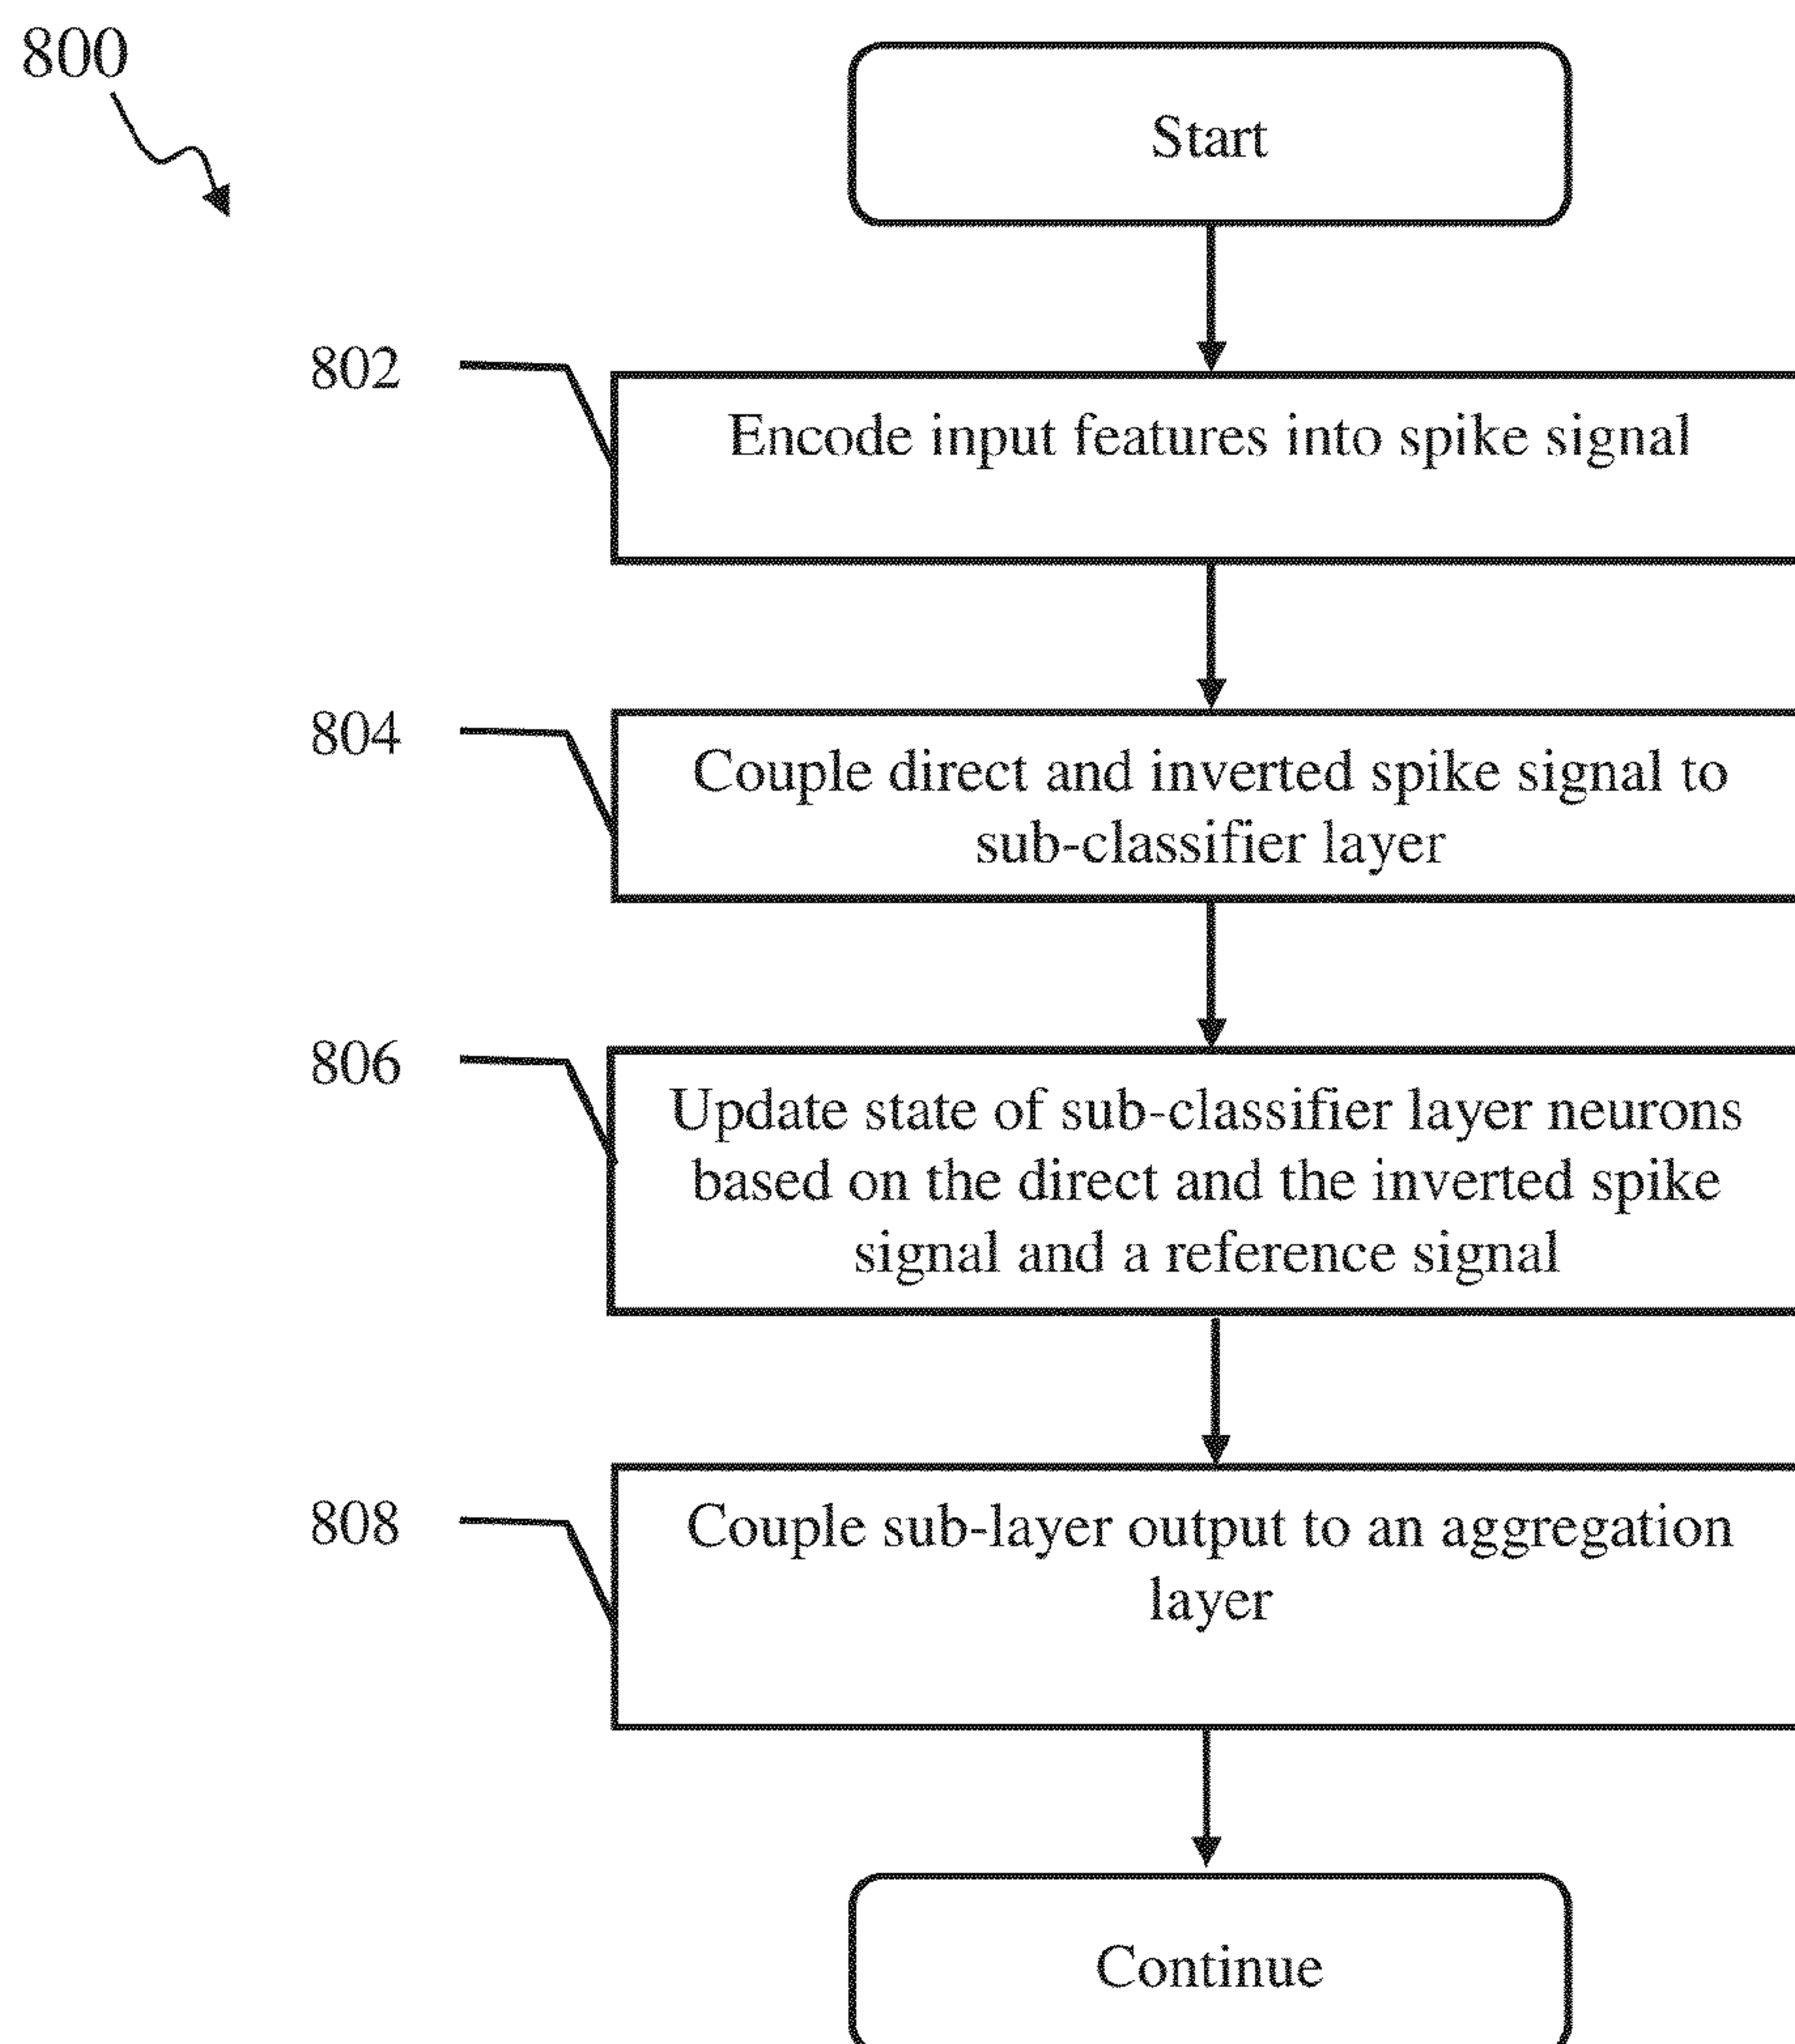 800
Start
802
Encode input features into spike signal
804
Couple direct and inverted spike signal to
sub-classifier layer
806
Update state of sub-classifier layer neurons
based on the direct and the inverted spike
signal and a reference signal
808
Couple sub-layer output to an aggregation
layer
Continue